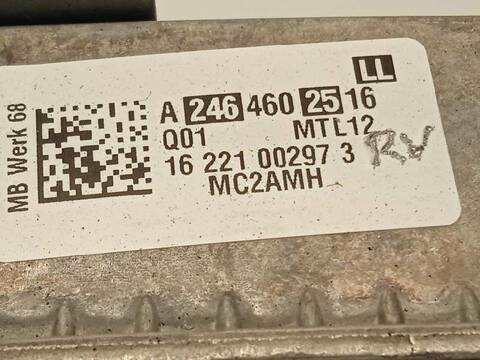 MB Werk 68
LL
A 246 460 25 16
Q01 MTL12
16 221 00297 3
MC2AMH
RV